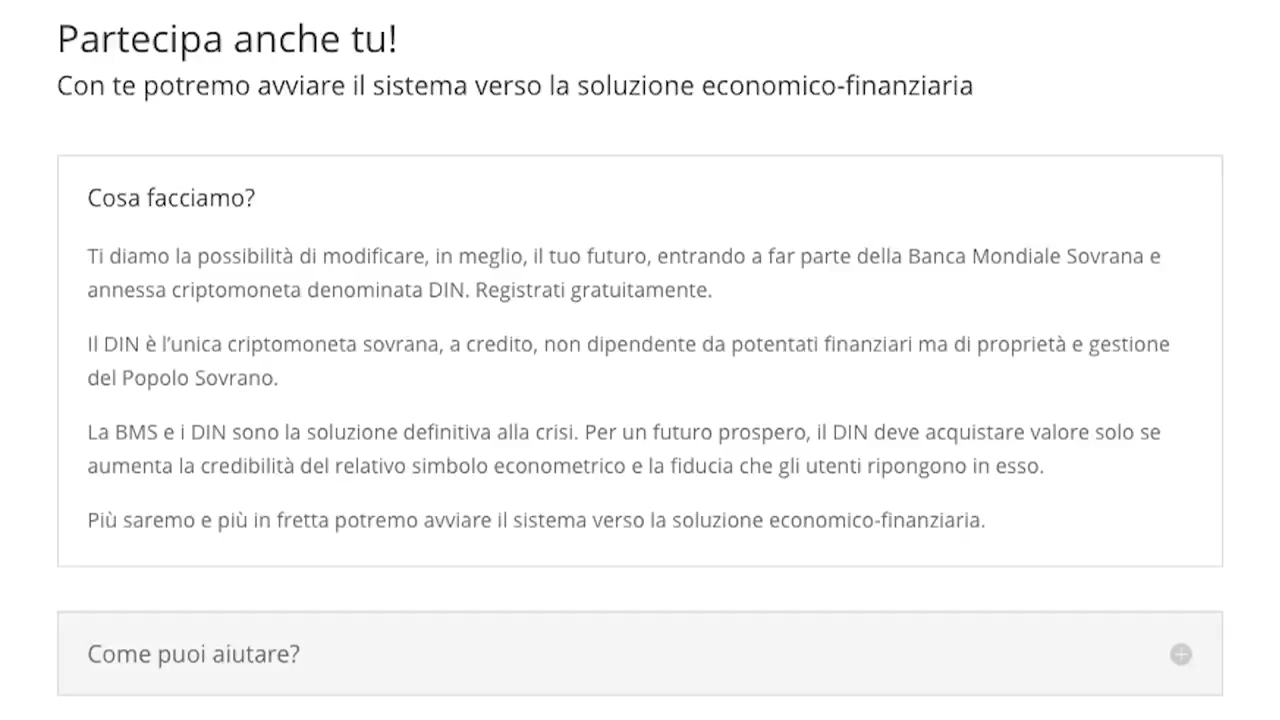 Partecipa anche tu!
Con te potremo avviare il sistema verso la soluzione economico-finanziaria
Cosa facciamo?
Ti diamo la possibilità di modificare, in meglio, il tuo futuro, entrando a far parte della Banca Mondiale Sovrana e
annessa criptomoneta denominata DIN. Registrati gratuitamente.
Il DIN è l’unica criptomoneta sovrana, a credito, non dipendente da potentati finanziari ma di proprietà e gestione
del Popolo Sovrano.
La BMS e i DIN sono la soluzione definitiva alla crisi. Per un futuro prospero, il DIN deve acquistare valore solo se
aumenta la credibilità del relativo simbolo econometrico e la fiducia che gli utenti ripongono in esso.
Più saremo e più in fretta potremo avviare il sistema verso la soluzione economico-finanziaria.
Come puoi aiutare?